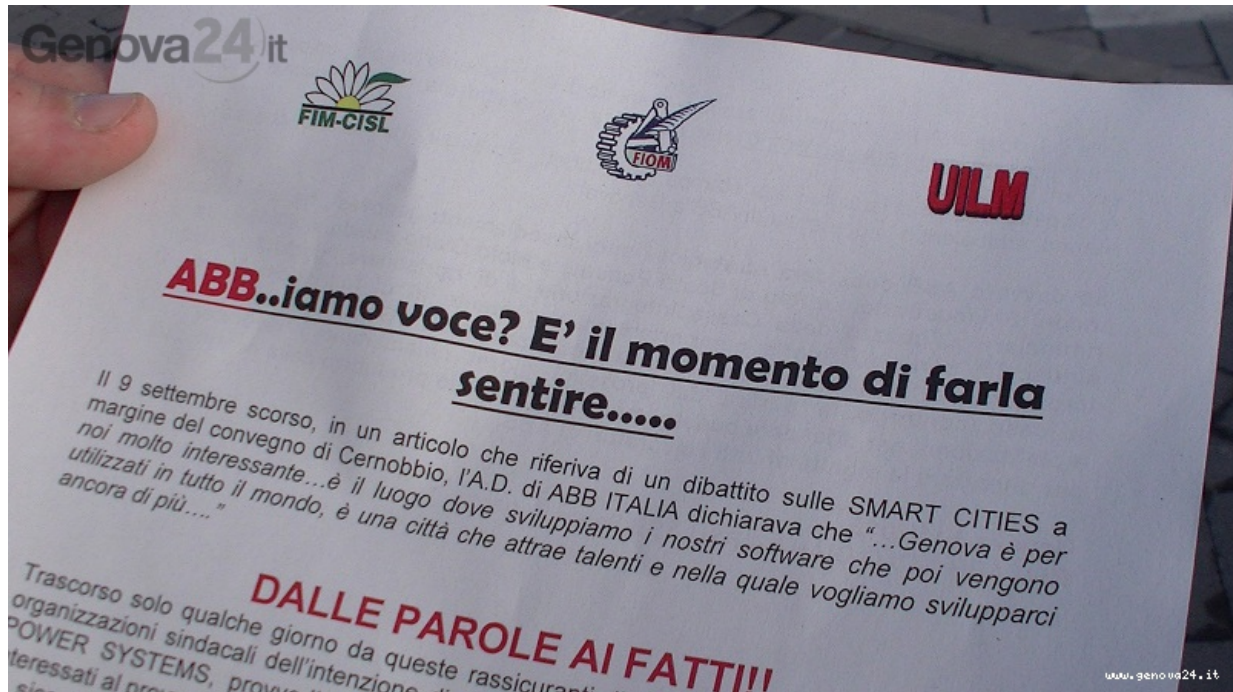 Genova24.it
FIM-CISL
FIOM
UILM
ABB..iamo voce? E' il momento di farla
sentire.....
Il 9 settembre scorso, in un articolo che riferiva di un dibattito sulle SMART CITIES a
margine del convegno di Cernobbio, l'A.D. di ABB ITALIA dichiarava che "...Genova è per
noi molto interessante...è il luogo dove sviluppiamo i nostri software che poi vengono
utilizzati in tutto il mondo, è una città che attrae talenti e nella quale vogliamo svilupparci
ancora di più...."
DALLE PAROLE AI FATTI!!
Trascorso solo qualche giorno da queste rassicuranti
organizzazioni sindacali dell'intenzione
POWER SYSTEMS,
www.genova24.it